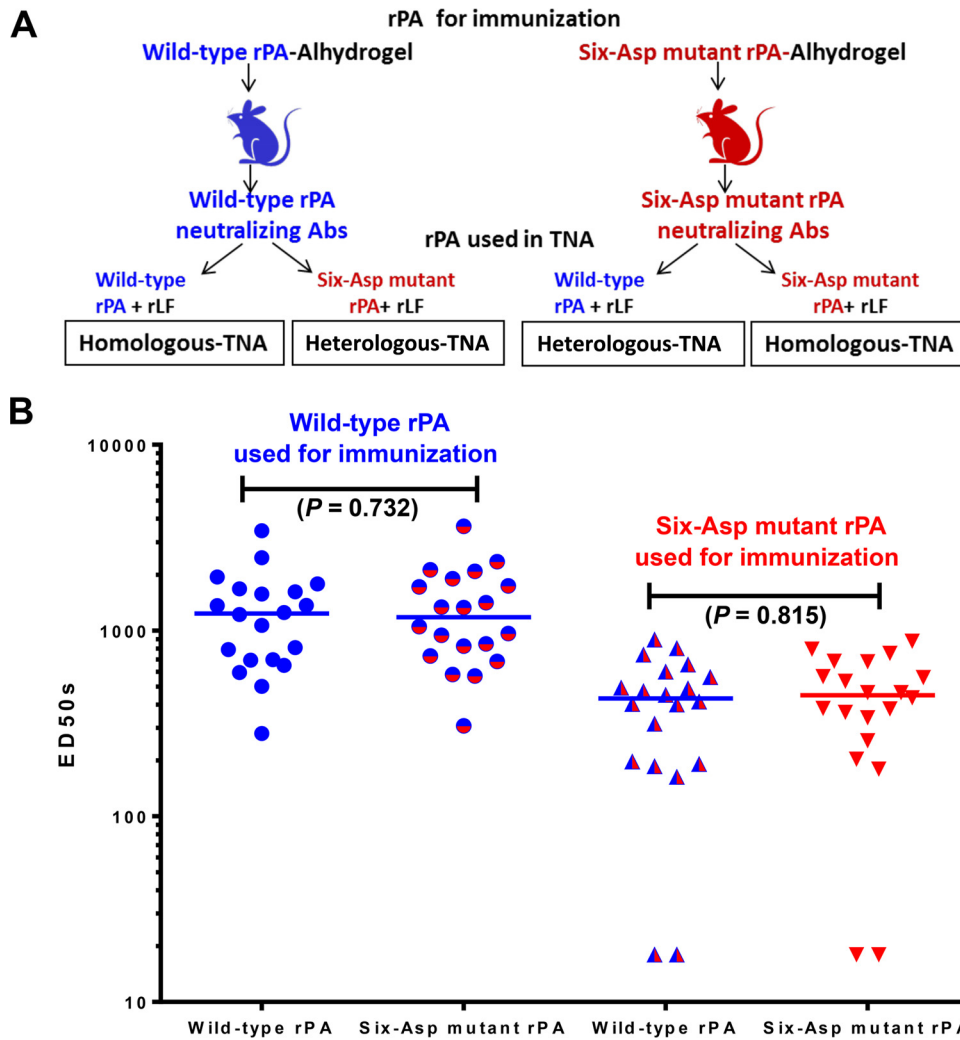 A
rPA for immunization
Wild-type rPA-Alhydrogel
Six-Asp mutant rPA-Alhydrogel
Wild-type rPA
neutralizing Abs
Six-Asp mutant rPA
neutralizing Abs
rPA used in TNA
Wild-type
rPA + rLF
Six-Asp mutant
rPA+ rLF
Wild-type
rPA + rLF
Six-Asp mutant
rPA+ rLF
Homologous-TNA
Heterologous-TNA
Heterologous-TNA
Homologous-TNA
B
Wild-type rPA
used for immunization
(P = 0.732)
Six-Asp mutant rPA
used for immunization
(P = 0.815)
ED50s
10000
1000
100
10
Wild-type rPA
Six-Asp mutant rPA
Wild-type rPA
Six-Asp mutant rPA